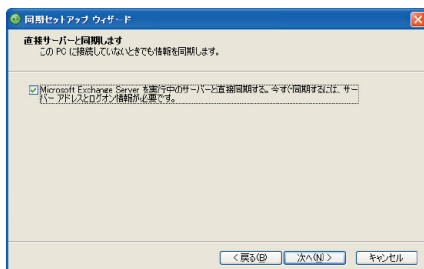 同期セットアップ ウィザード
直接サーバーと同期します
この PC に接続していないときでも情報を同期します。
Microsoft Exchange Server を実行中のサーバーと直接同期する。今すぐ同期するには、サー
バー アドレスとログオン情報が必要です。
< 戻る(B)
次へ(N) >
キャンセル